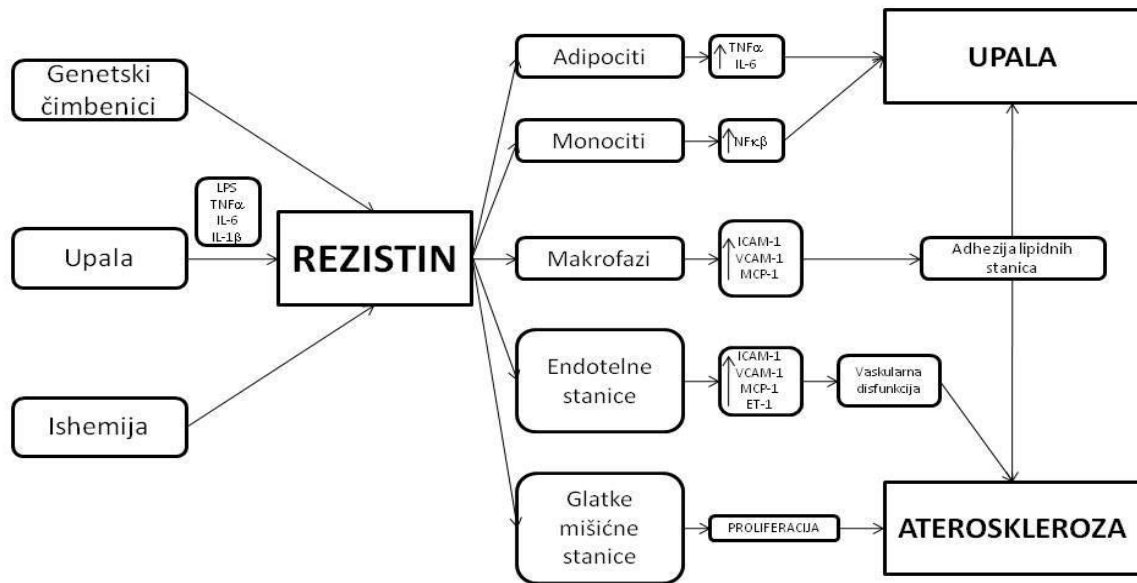 Genetski
čimbenici
Upala
Ishemija
LPS
TNFα
IL-6
IL-1β
REZISTIN
Adipociti
TNFα
IL-6
Monociti
NFκβ
Makrofazi
ICAM-1
VCAM-1
MCP-1
Endotelne
stanice
ICAM-1
VCAM-1
MCP-1
ET-1
Vaskularna
disfunkcija
Glatke
mišićne
stanice
PROLIFERACIJA
UPALA
Adhezija lipidnih
stanica
ATEROSKLEROZA